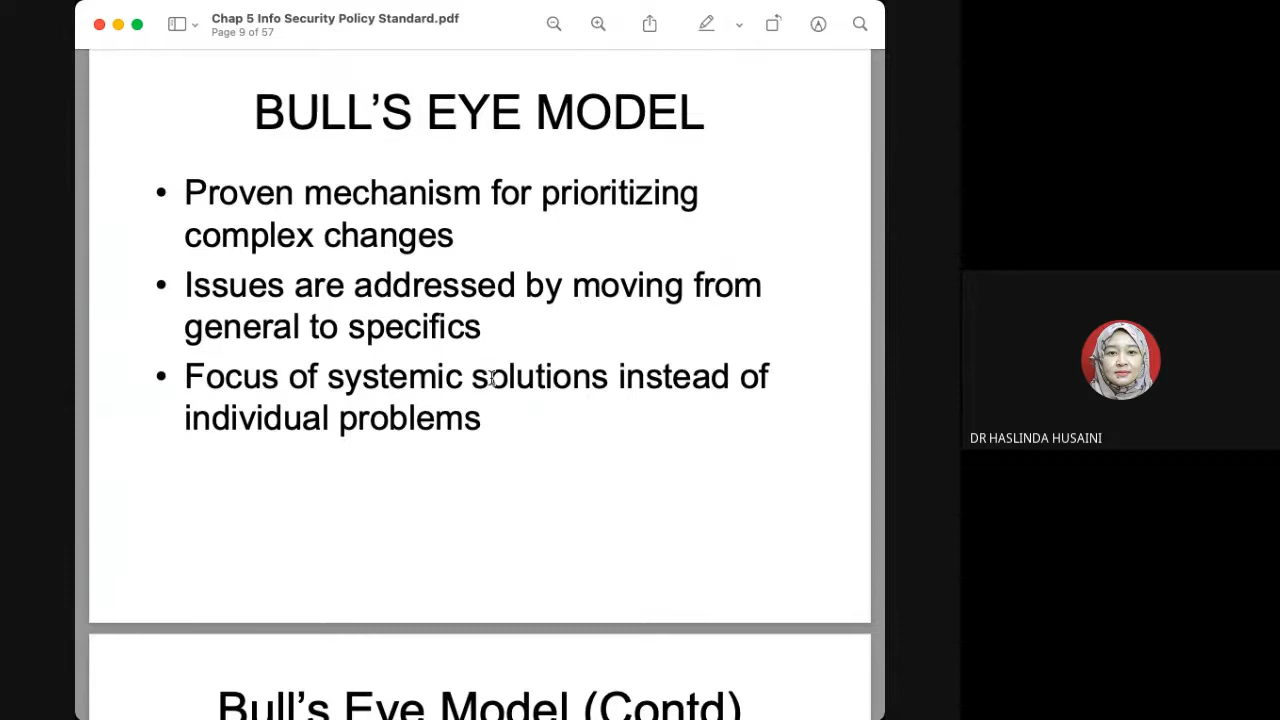 Chap 5 Info Security Policy Standard.pdf
Page 9 of 57
BULL'S EYE MODEL
• Proven mechanism for prioritizing
complex changes
• Issues are addressed by moving from
general to specifics
• Focus of systemic solutions instead of
individual problems
Bull's Eye Model (Contd)
DR HASLINDA HUSAINI